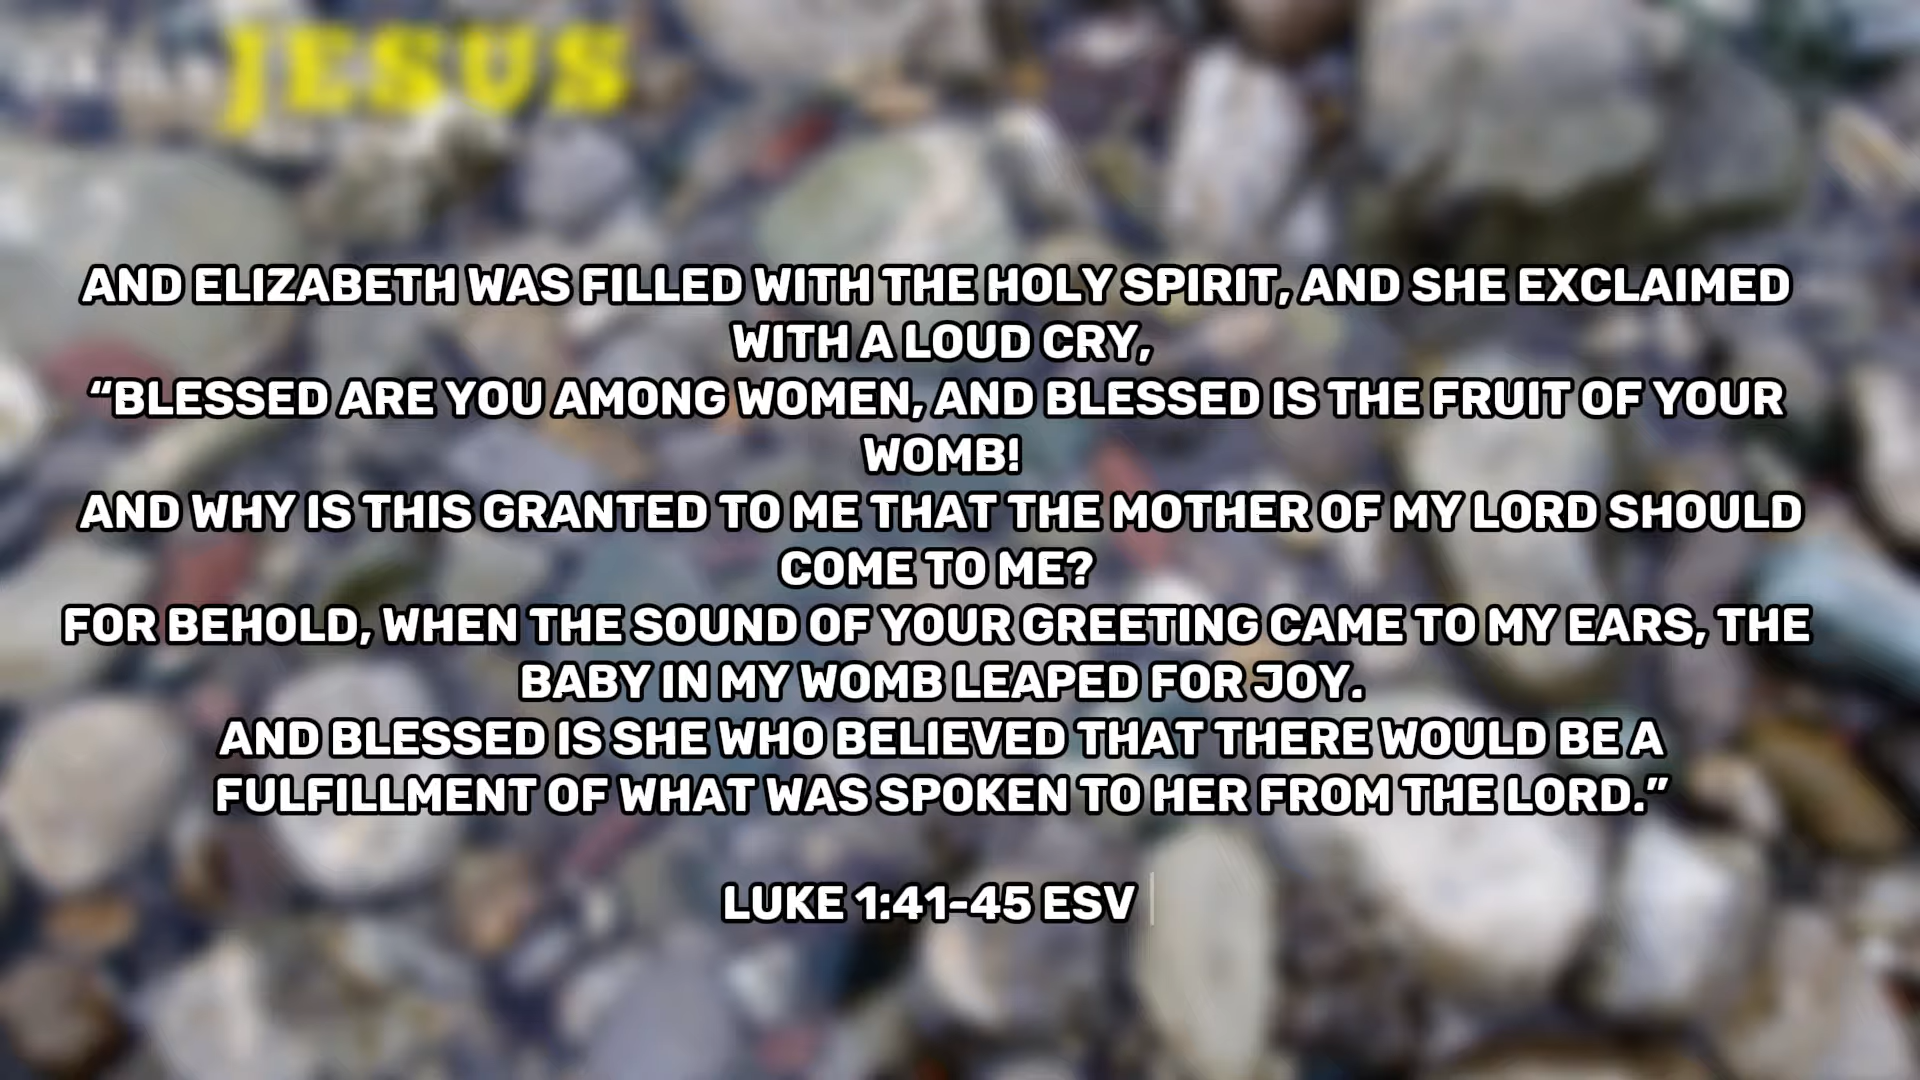 JESUS
AND ELIZABETH WAS FILLED WITH THE HOLY SPIRIT, AND SHE EXCLAIMED
WITH A LOUD CRY,
“BLESSED ARE YOU AMONG WOMEN, AND BLESSED IS THE FRUIT OF YOUR
WOMB!
AND WHY IS THIS GRANTED TO ME THAT THE MOTHER OF MY LORD SHOULD
COME TO ME?
FOR BEHOLD, WHEN THE SOUND OF YOUR GREETING CAME TO MY EARS, THE
BABY IN MY WOMB LEAPED FOR JOY.
AND BLESSED IS SHE WHO BELIEVED THAT THERE WOULD BE A
FULFILLMENT OF WHAT WAS SPOKEN TO HER FROM THE LORD.”
LUKE 1:41-45 ESV